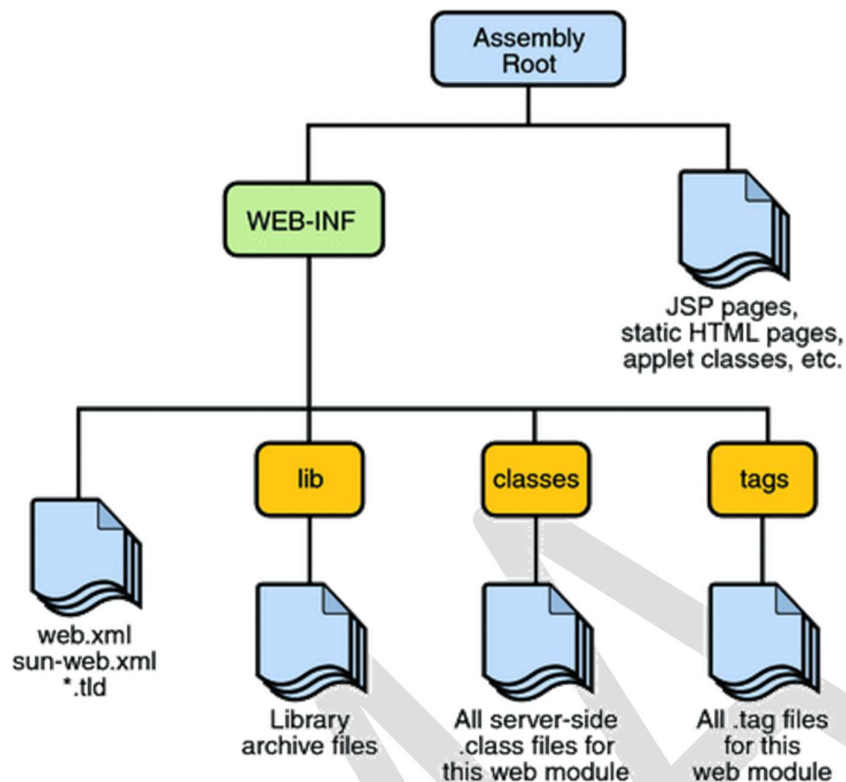 Assembly
Root
WEB-INF
JSP pages,
static HTML pages,
applet classes, etc.
lib
classes
tags
web.xml
sun-web.xml
*.tld
Library
archive files
All server-side
.class files for
this web module
All .tag files
for this
web module